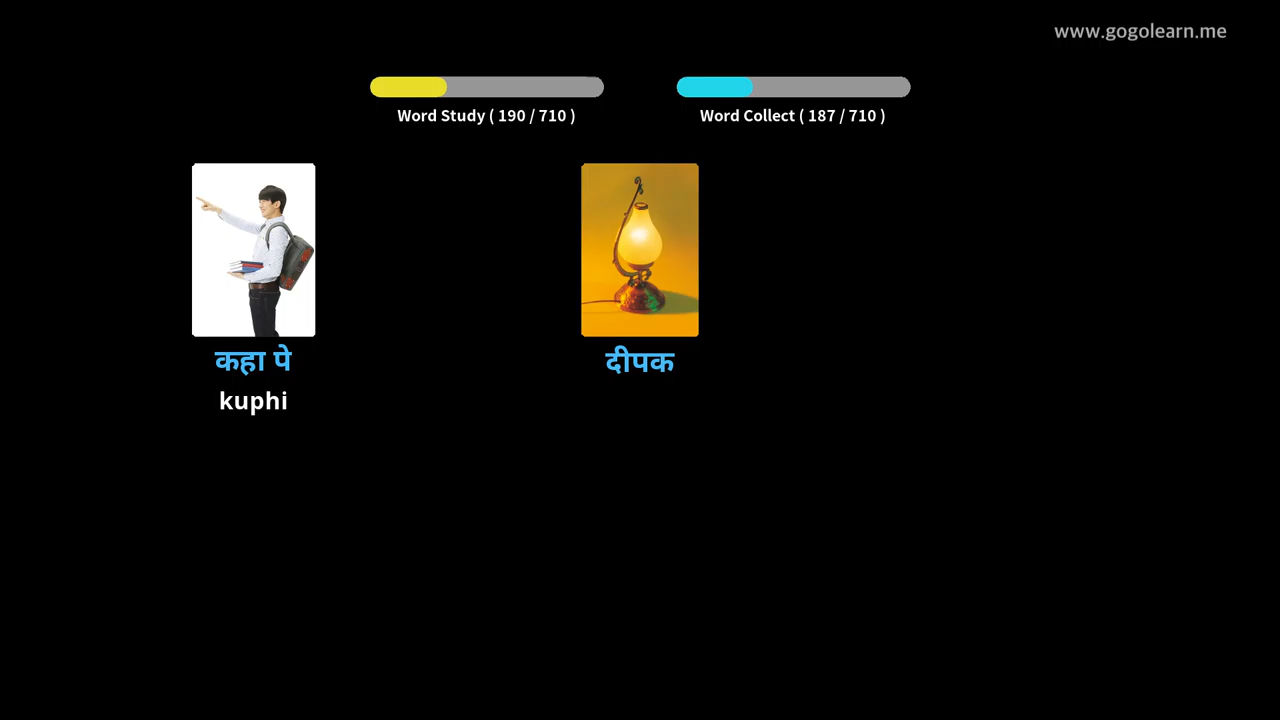 www.gogolearn.me
Word Study ( 190 / 710 )
Word Collect ( 187 / 710 )
कहा पे
दीपक
kuphi